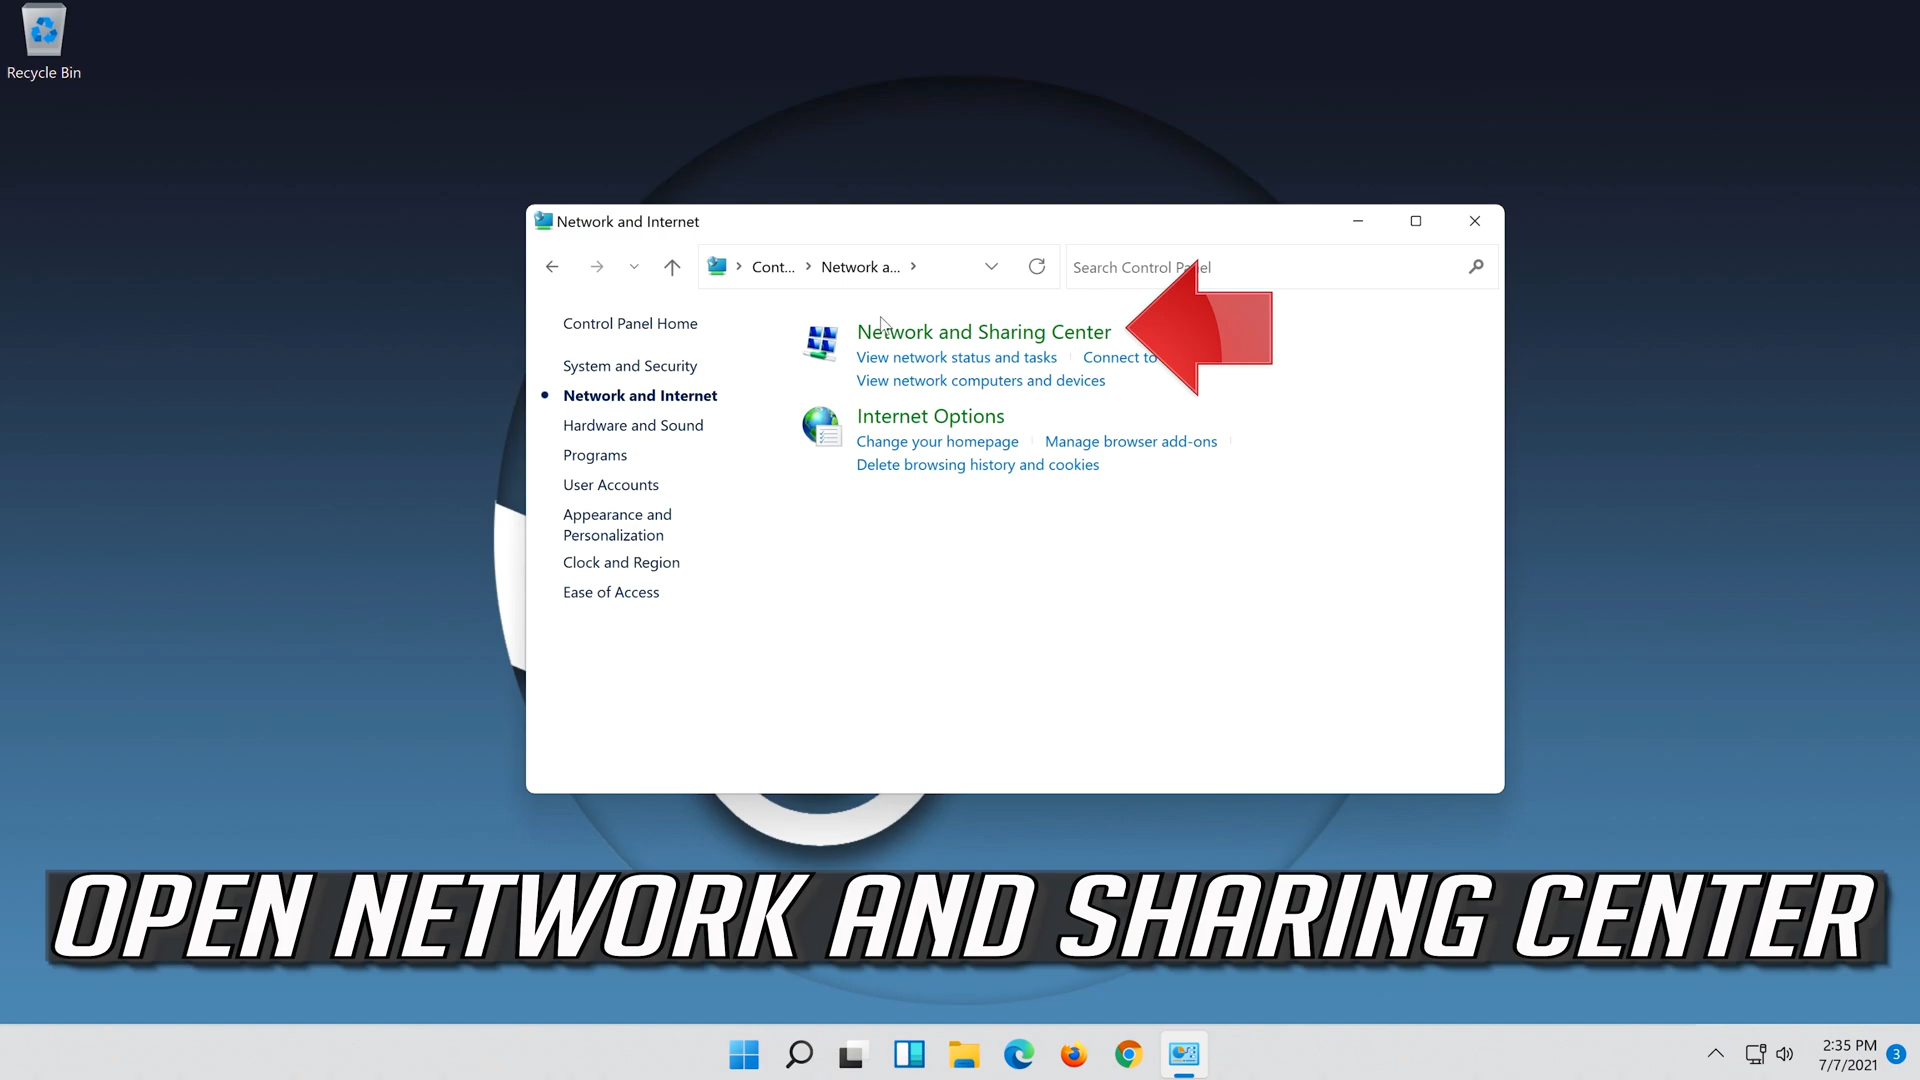 Recycle Bin
Network and Internet
Cont... Network a...
Search Control Panel
Control Panel Home
System and Security
Network and Internet
Hardware and Sound
Programs
User Accounts
Appearance and
Personalization
Clock and Region
Ease of Access
Network and Sharing Center
View network status and tasks Connect to
View network computers and devices
Internet Options
Change your homepage Manage browser add-ons
Delete browsing history and cookies
OPEN NETWORK AND SHARING CENTER
2:35 PM
7/7/2021
3